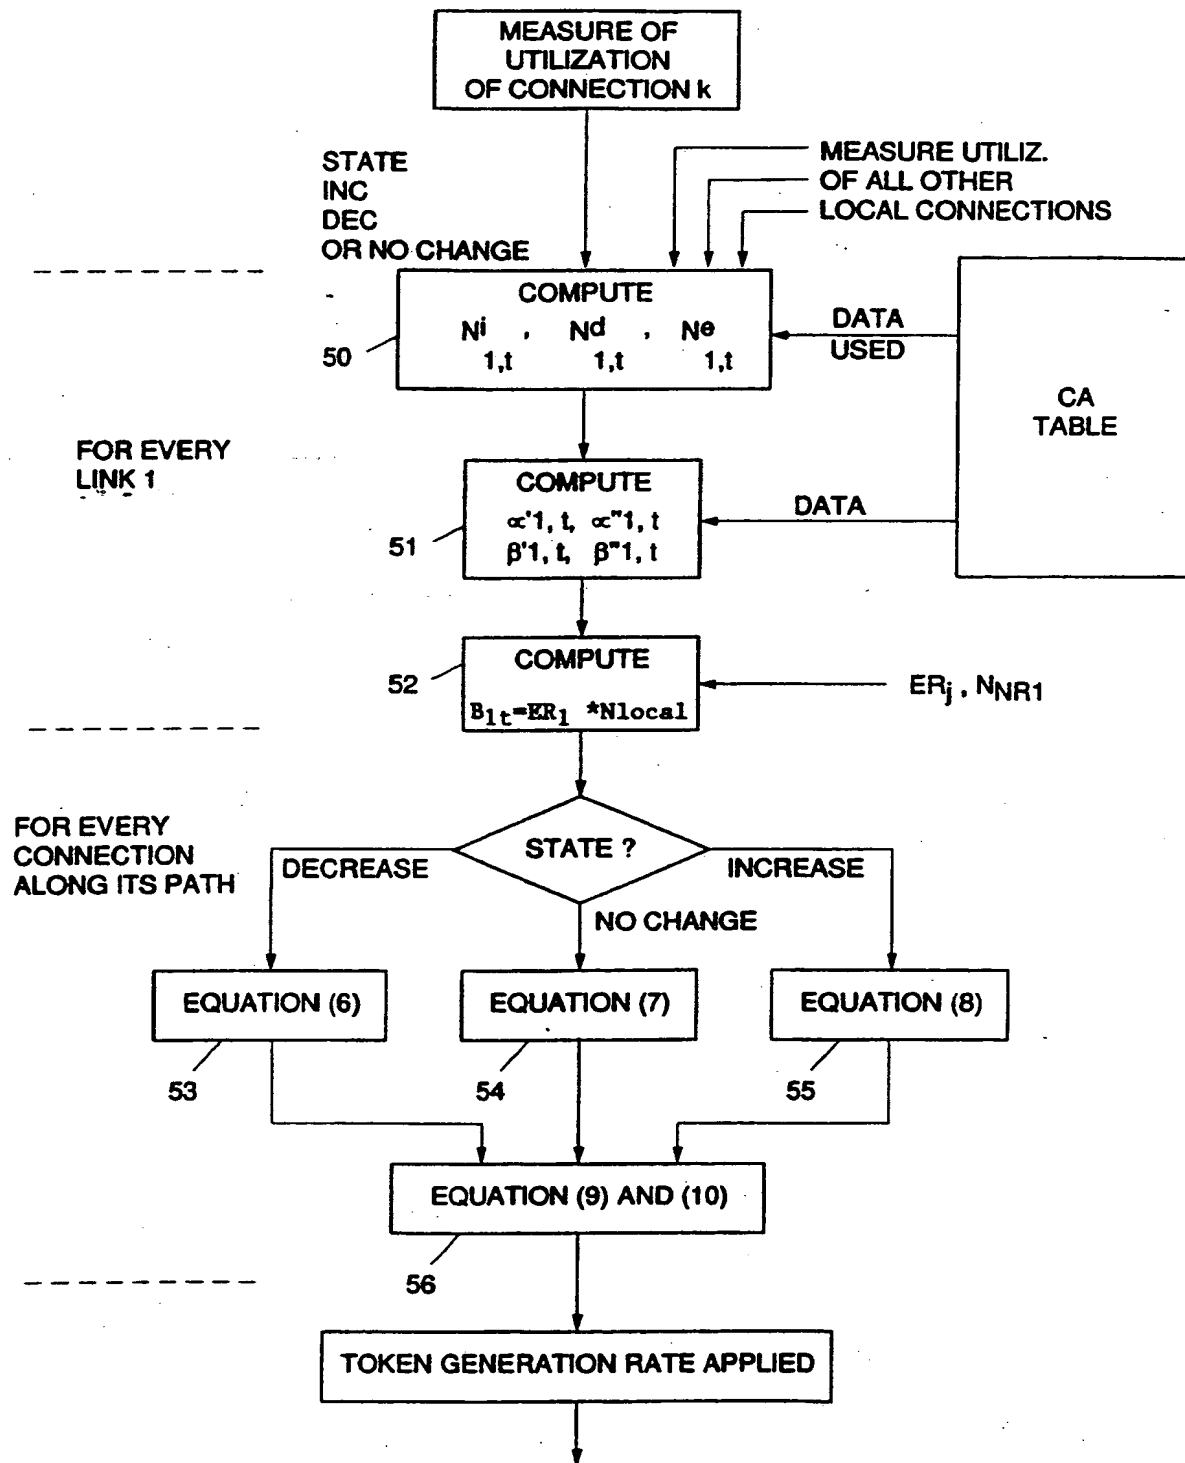 MEASURE OF
UTILIZATION
OF CONNECTION k
STATE
INC
DEC
OR NO CHANGE
MEASURE UTILIZ.
OF ALL OTHER
LOCAL CONNECTIONS
COMPUTE
Nⁱ , Nᵈ , Nᵉ
1,t 1,t 1,t
50
DATA
USED
CA
TABLE
FOR EVERY
LINK 1
COMPUTE
∝'1, t, ∝"1, t
β'1, t, β"1, t
51
DATA
COMPUTE
B1t=ER1 *Nlocal
52
ERj , NNR1
FOR EVERY
CONNECTION
ALONG ITS PATH
STATE ?
DECREASE
INCREASE
NO CHANGE
EQUATION (6)
EQUATION (7)
EQUATION (8)
53
54
55
EQUATION (9) AND (10)
56
TOKEN GENERATION RATE APPLIED